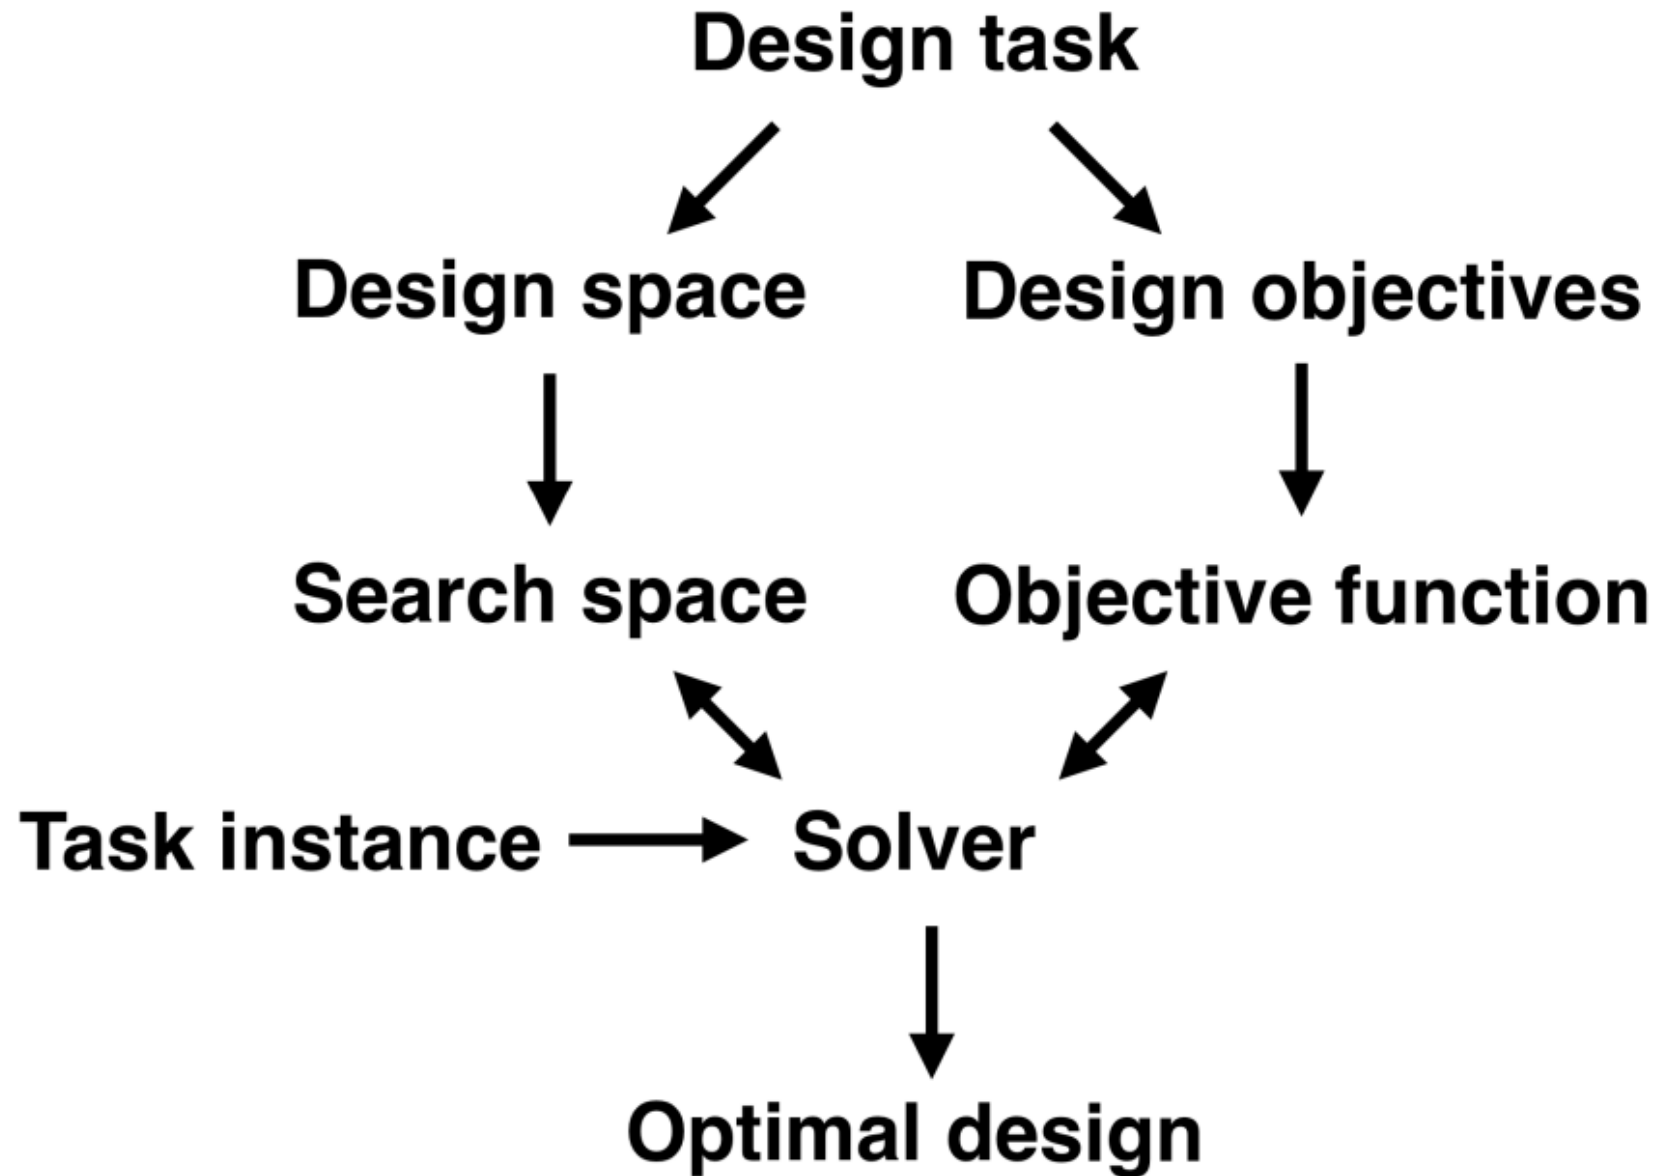 Design task
Design space
Design objectives
Search space
Objective function
Task instance
Solver
Optimal design